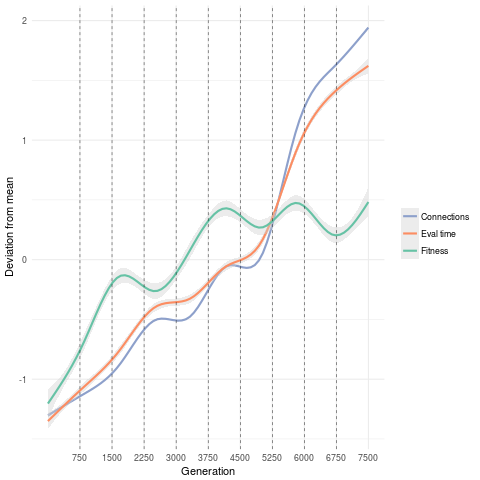 Deviation from mean
2
1
0
-1
750 1500 2250 3000 3750 4500 5250 6000 6750 7500
Generation
Connections
Eval time
Fitness